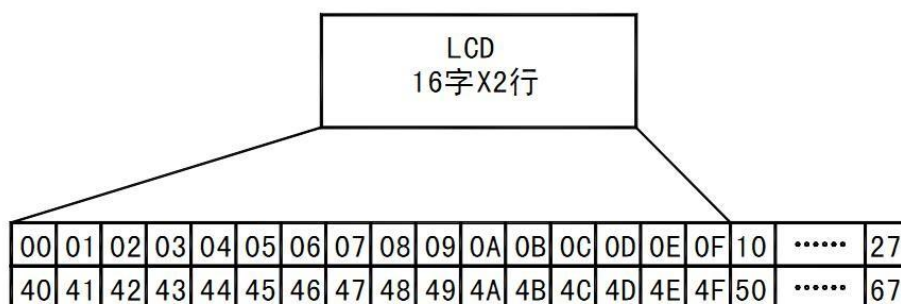 LCD
16字X2行
00 01 02 03 04 05 06 07 08 09 0A 0B 0C 0D 0E 0F 10 …… 27
40 41 42 43 44 45 46 47 48 49 4A 4B 4C 4D 4E 4F 50 …… 67